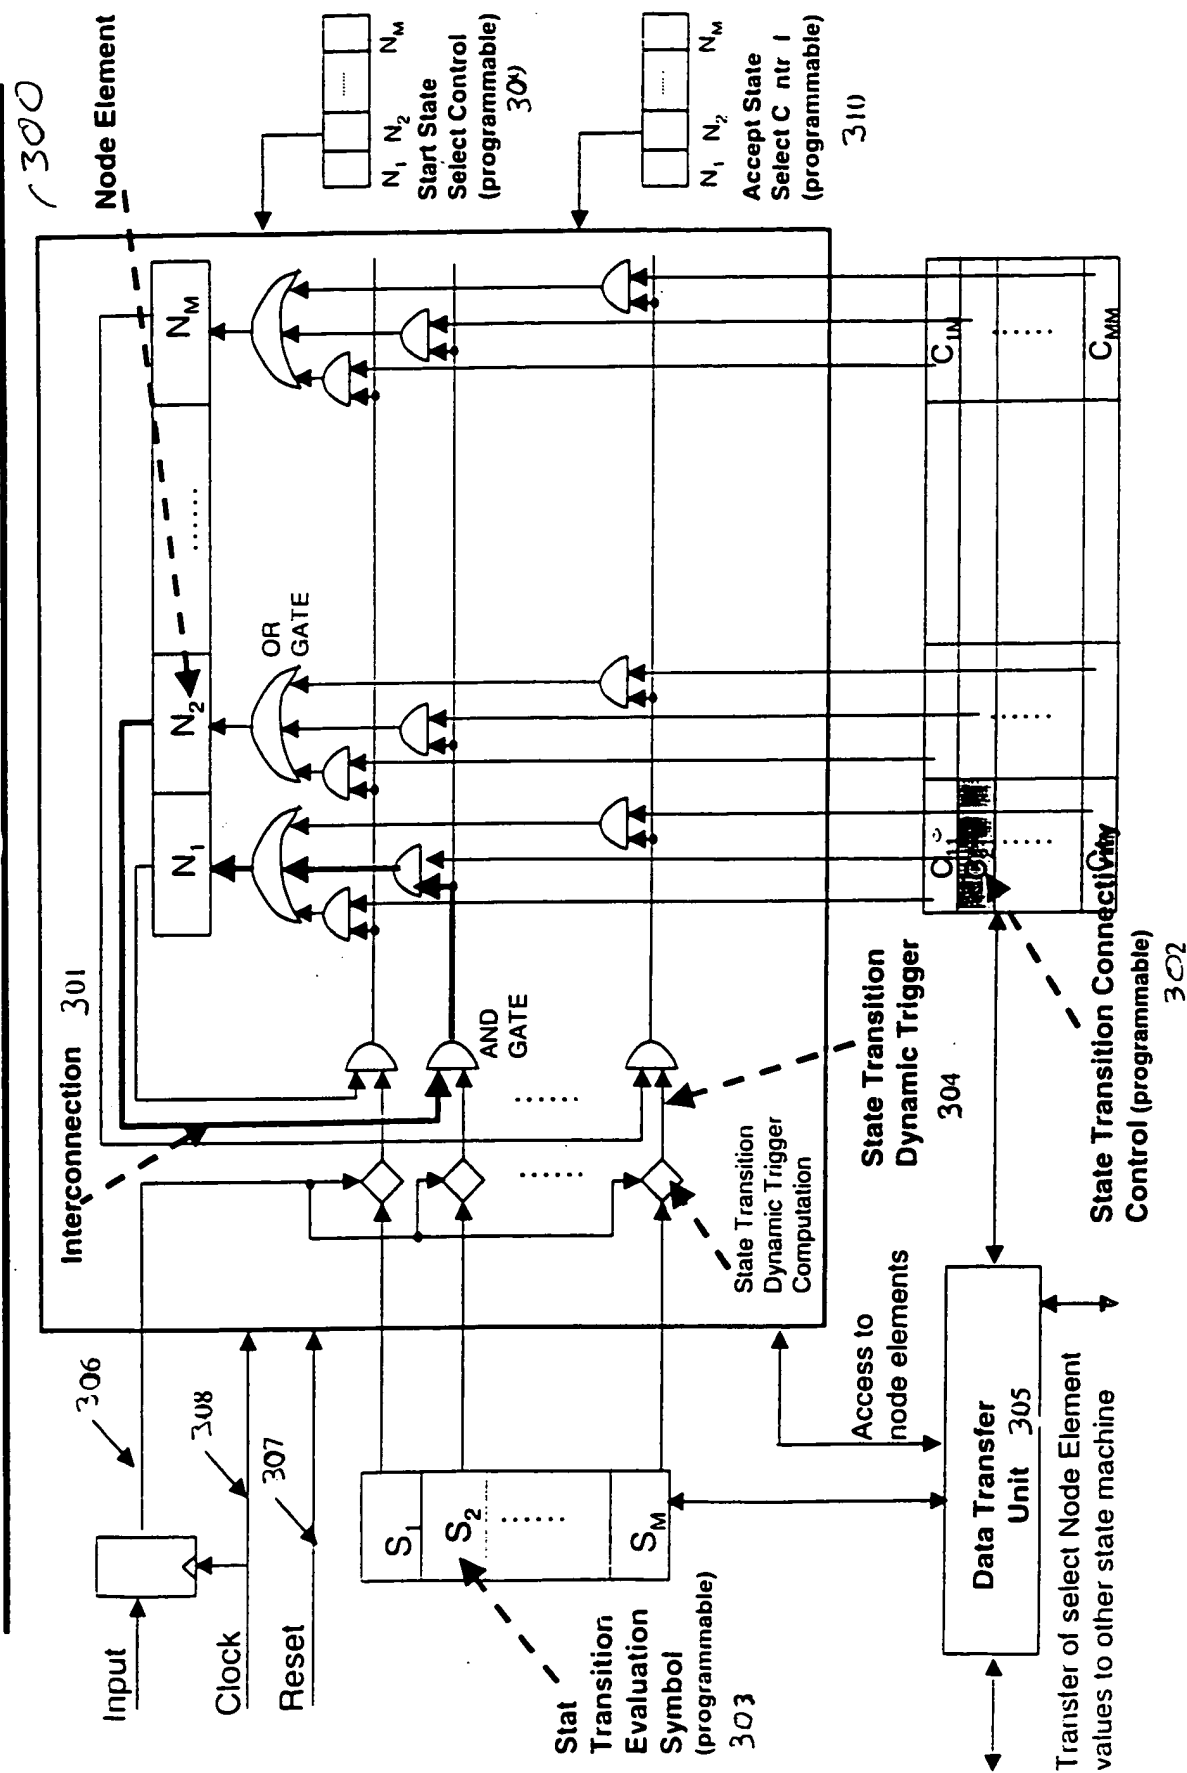 300
Node Element
Interconnection 301
N1
N2
........
NM
OR
GATE
AND
GATE
........
........
State Transition
Dynamic Trigger
Computation
State Transition
Dynamic Trigger
304
N1 N2 NM
Start State
Select Control
(programmable)
309
N1 N2 NM
Accept State
Select C ntr l
(programmable)
310
Input
Clock
Reset
306
308
307
S1
S2
........
SM
Stat
Transition
Evaluation
Symbol
(programmable)
303
Access to
node elements
Data Transfer
Unit 305
Transfer of select Node Element
values to other state machine
C11
C1M
CMM
State Transition Connectivity
Control (programmable)
302